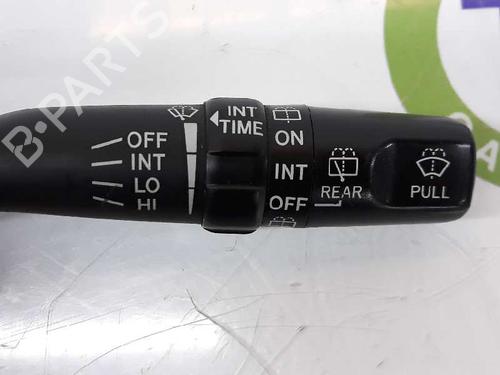 B-PARTS
OFF
INT
LO
HI
INT
TIME
ON
INT
OFF
REAR
PULL